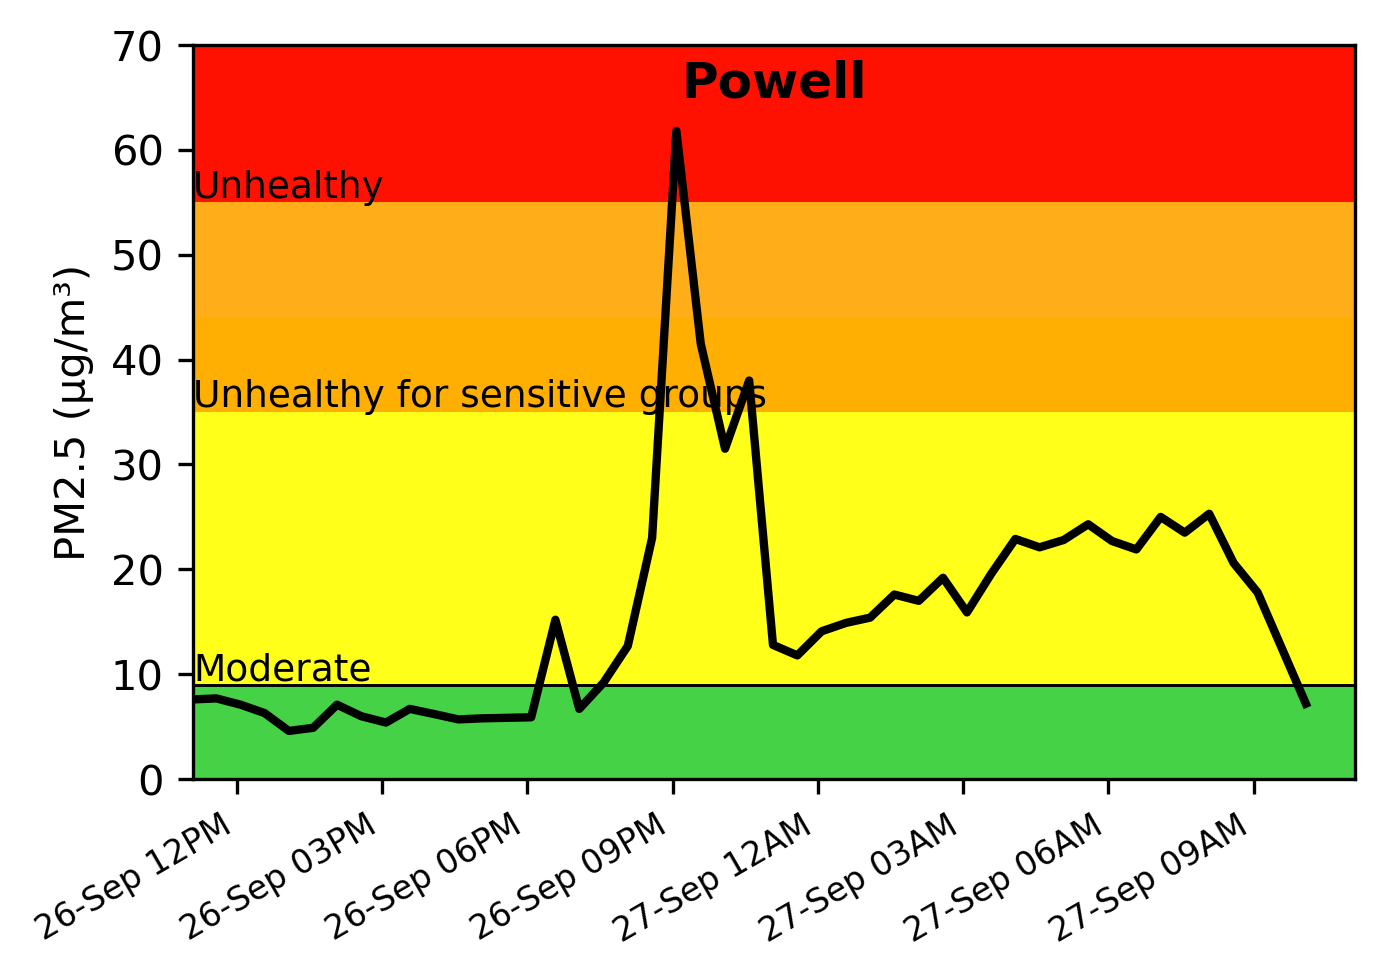 Powell
70
60
50
40
30
20
10
0
PM2.5 (µg/m³)
Unhealthy
Unhealthy for sensitive groups
Moderate
26-Sep 12PM
26-Sep 03PM
26-Sep 06PM
26-Sep 09PM
27-Sep 12AM
27-Sep 03AM
27-Sep 06AM
27-Sep 09AM